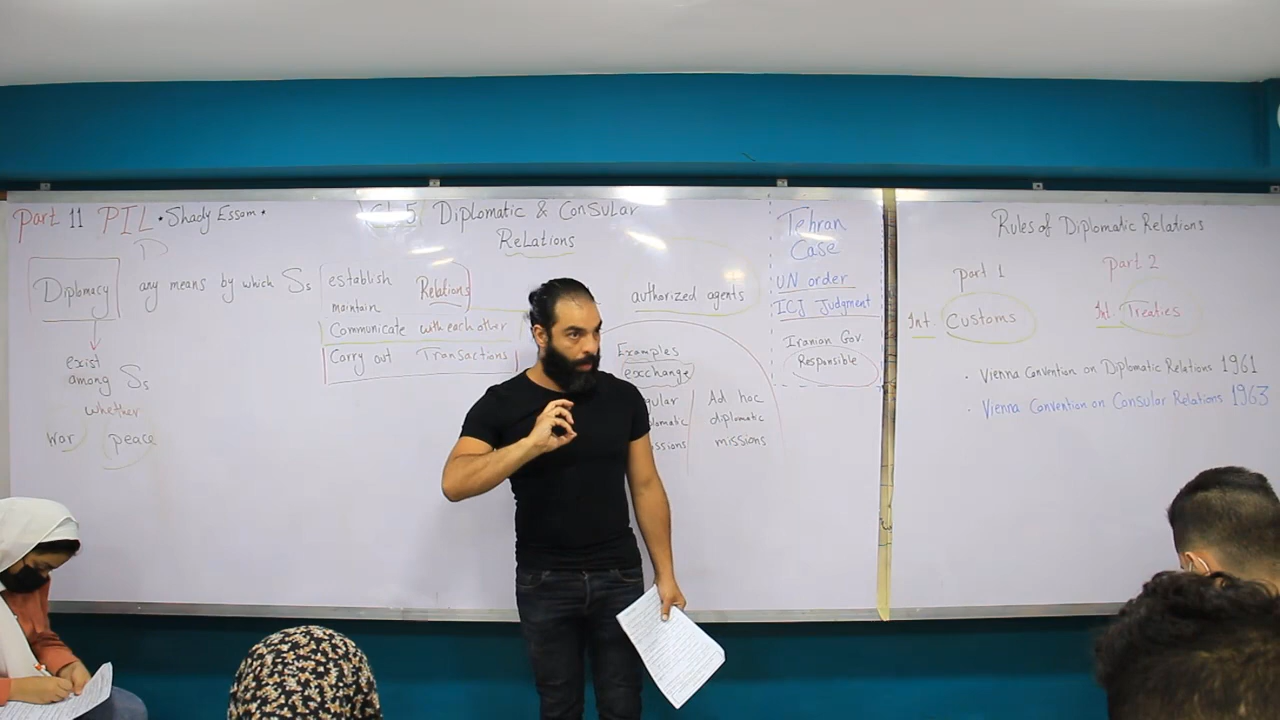 Part 11 PIL • Shady Essam •
Ch 5 Diplomatic & Consular
Relations
Diplomacy
any means by which Ss
exist
among Ss
whether
war peace
establish
maintain
Relations
Communicate with each other
Carry out Transactions
authorized agents
Examples
exchange
Ad hoc
diplomatic
missions
Tehran
Case
UN order
ICJ Judgment
Iranian Gov.
Responsible
Rules of Diplomatic Relations
part 1
Int. Customs
part 2
Int. Treaties
• Vienna Convention on Diplomatic Relations 1961
• Vienna Convention on Consular Relations 1963